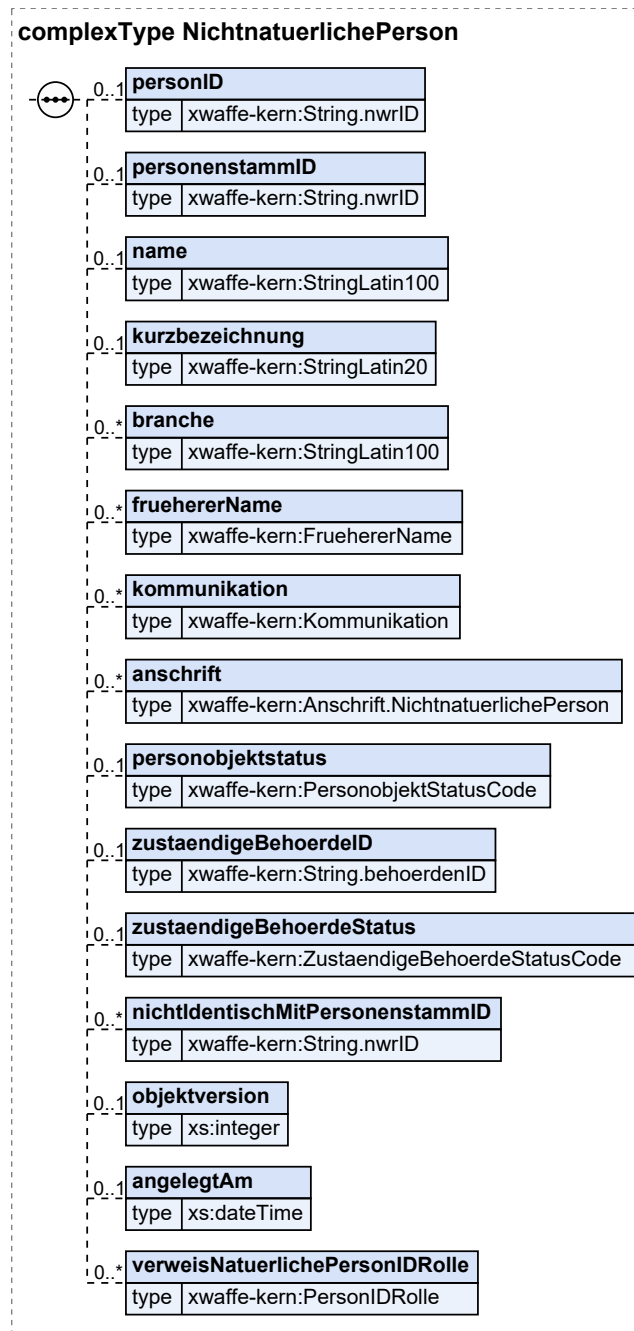 complexType NichtnatuerlichePerson
0..1 personID
type xwaffe-kern:String.nwrID
0..1 personenstammID
type xwaffe-kern:String.nwrID
0..1 name
type xwaffe-kern:StringLatin100
0..1 kurzbezeichnung
type xwaffe-kern:StringLatin20
0..* branche
type xwaffe-kern:StringLatin100
0..* fruehererName
type xwaffe-kern:FruehererName
0..* kommunikation
type xwaffe-kern:Kommunikation
0..* anschrift
type xwaffe-kern:Anschrift.NichtnatuerlichePerson
0..1 personobjektstatus
type xwaffe-kern:PersonobjektStatusCode
0..1 zustaendigeBehoerdeID
type xwaffe-kern:String.behoerdenID
0..1 zustaendigeBehoerdeStatus
type xwaffe-kern:ZustaendigeBehoerdeStatusCode
0..* nichtIdentischMitPersonenstammID
type xwaffe-kern:String.nwrID
0..1 objektversion
type xs:integer
0..1 angelegtAm
type xs:dateTime
0..* verweisNatuerlichePersonIDRolle
type xwaffe-kern:PersonIDRolle